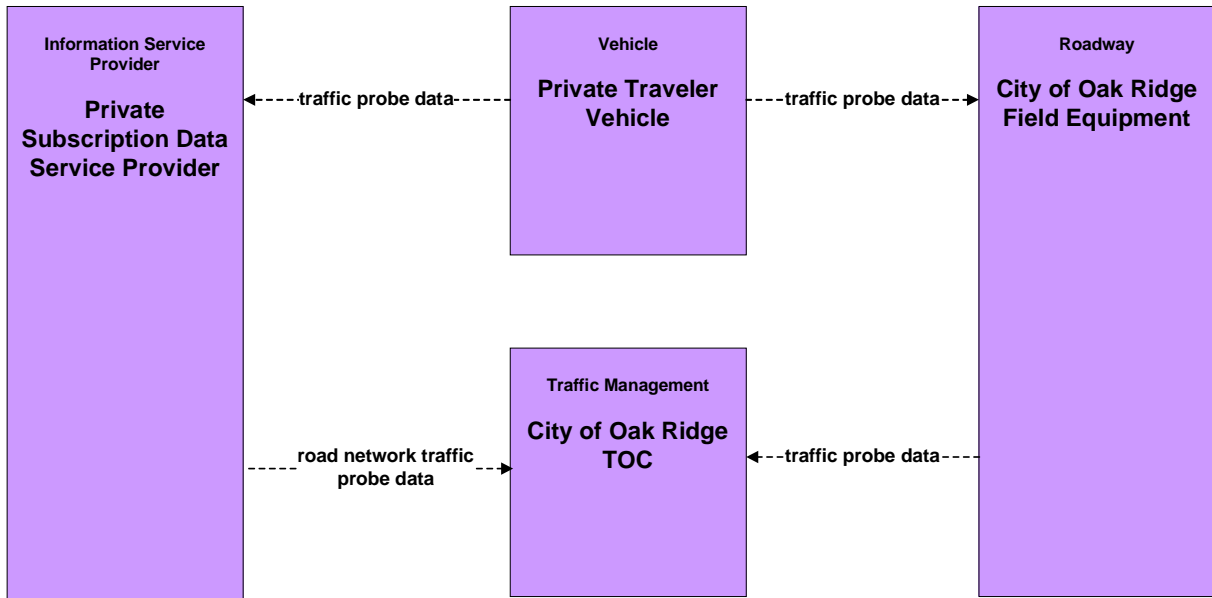 Information Service
Provider
Private
Subscription Data
Service Provider
traffic probe data
Vehicle
Private Traveler
Vehicle
traffic probe data
Roadway
City of Oak Ridge
Field Equipment
road network traffic
probe data
Traffic Management
City of Oak Ridge
TOC
traffic probe data